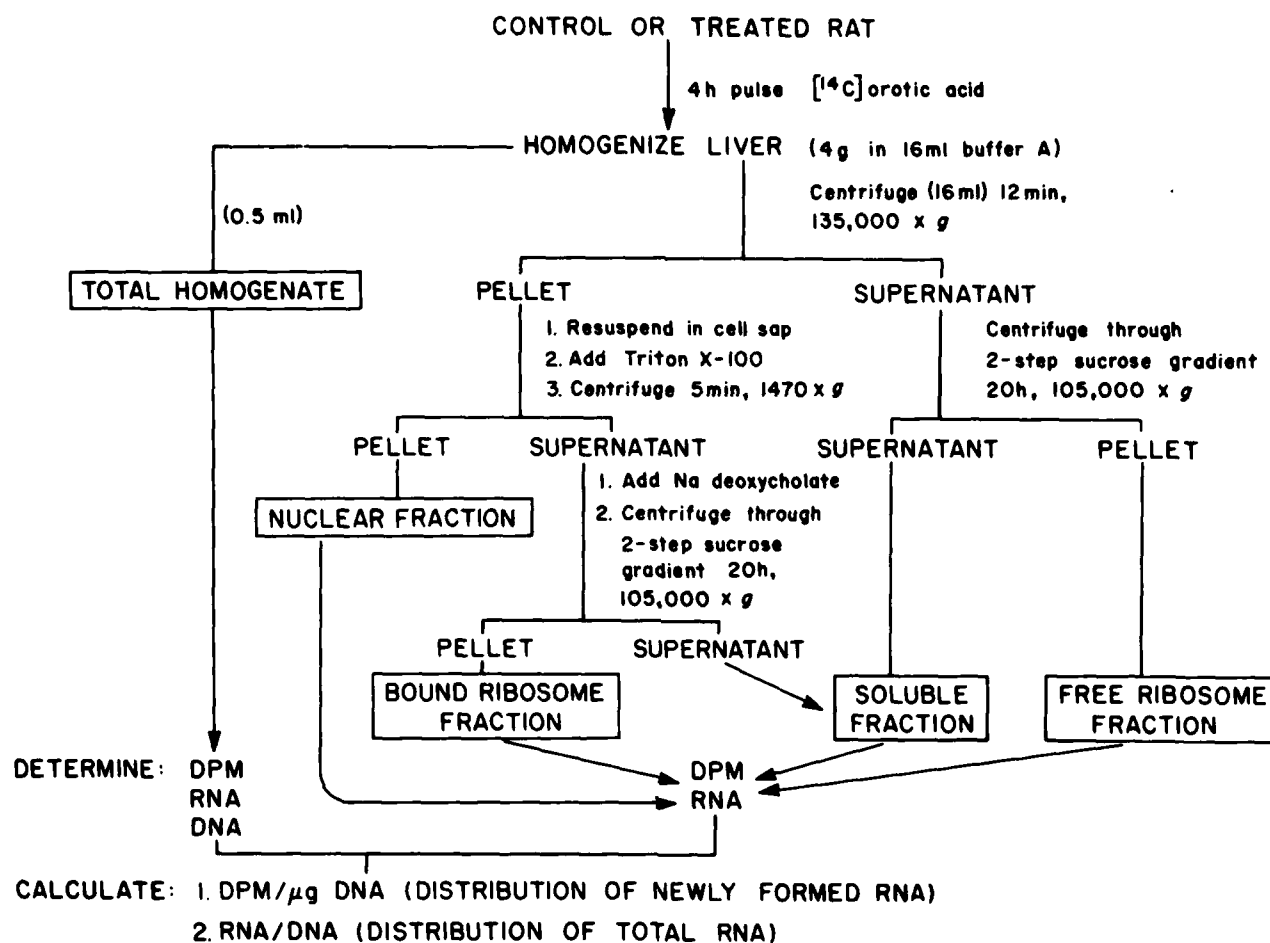 CONTROL OR TREATED RAT
4h pulse [¹⁴C] orotic acid
HOMOGENIZE LIVER (4g in 16ml buffer A)
Centrifuge (16ml) 12min,
135,000 × g
(0.5 ml)
TOTAL HOMOGENATE
PELLET
1. Resuspend in cell sap
2. Add Triton X-100
3. Centrifuge 5min, 1470 × g
SUPERNATANT
Centrifuge through
2-step sucrose gradient
20h, 105,000 × g
PELLET
SUPERNATANT
SUPERNATANT
PELLET
NUCLEAR FRACTION
1. Add Na deoxycholate
2. Centrifuge through
2-step sucrose
gradient 20h,
105,000 × g
PELLET
SUPERNATANT
BOUND RIBOSOME
FRACTION
SOLUBLE
FRACTION
FREE RIBOSOME
FRACTION
DETERMINE: DPM
RNA
DNA
DPM
RNA
CALCULATE: 1. DPM/μg DNA (DISTRIBUTION OF NEWLY FORMED RNA)
2. RNA/DNA (DISTRIBUTION OF TOTAL RNA)